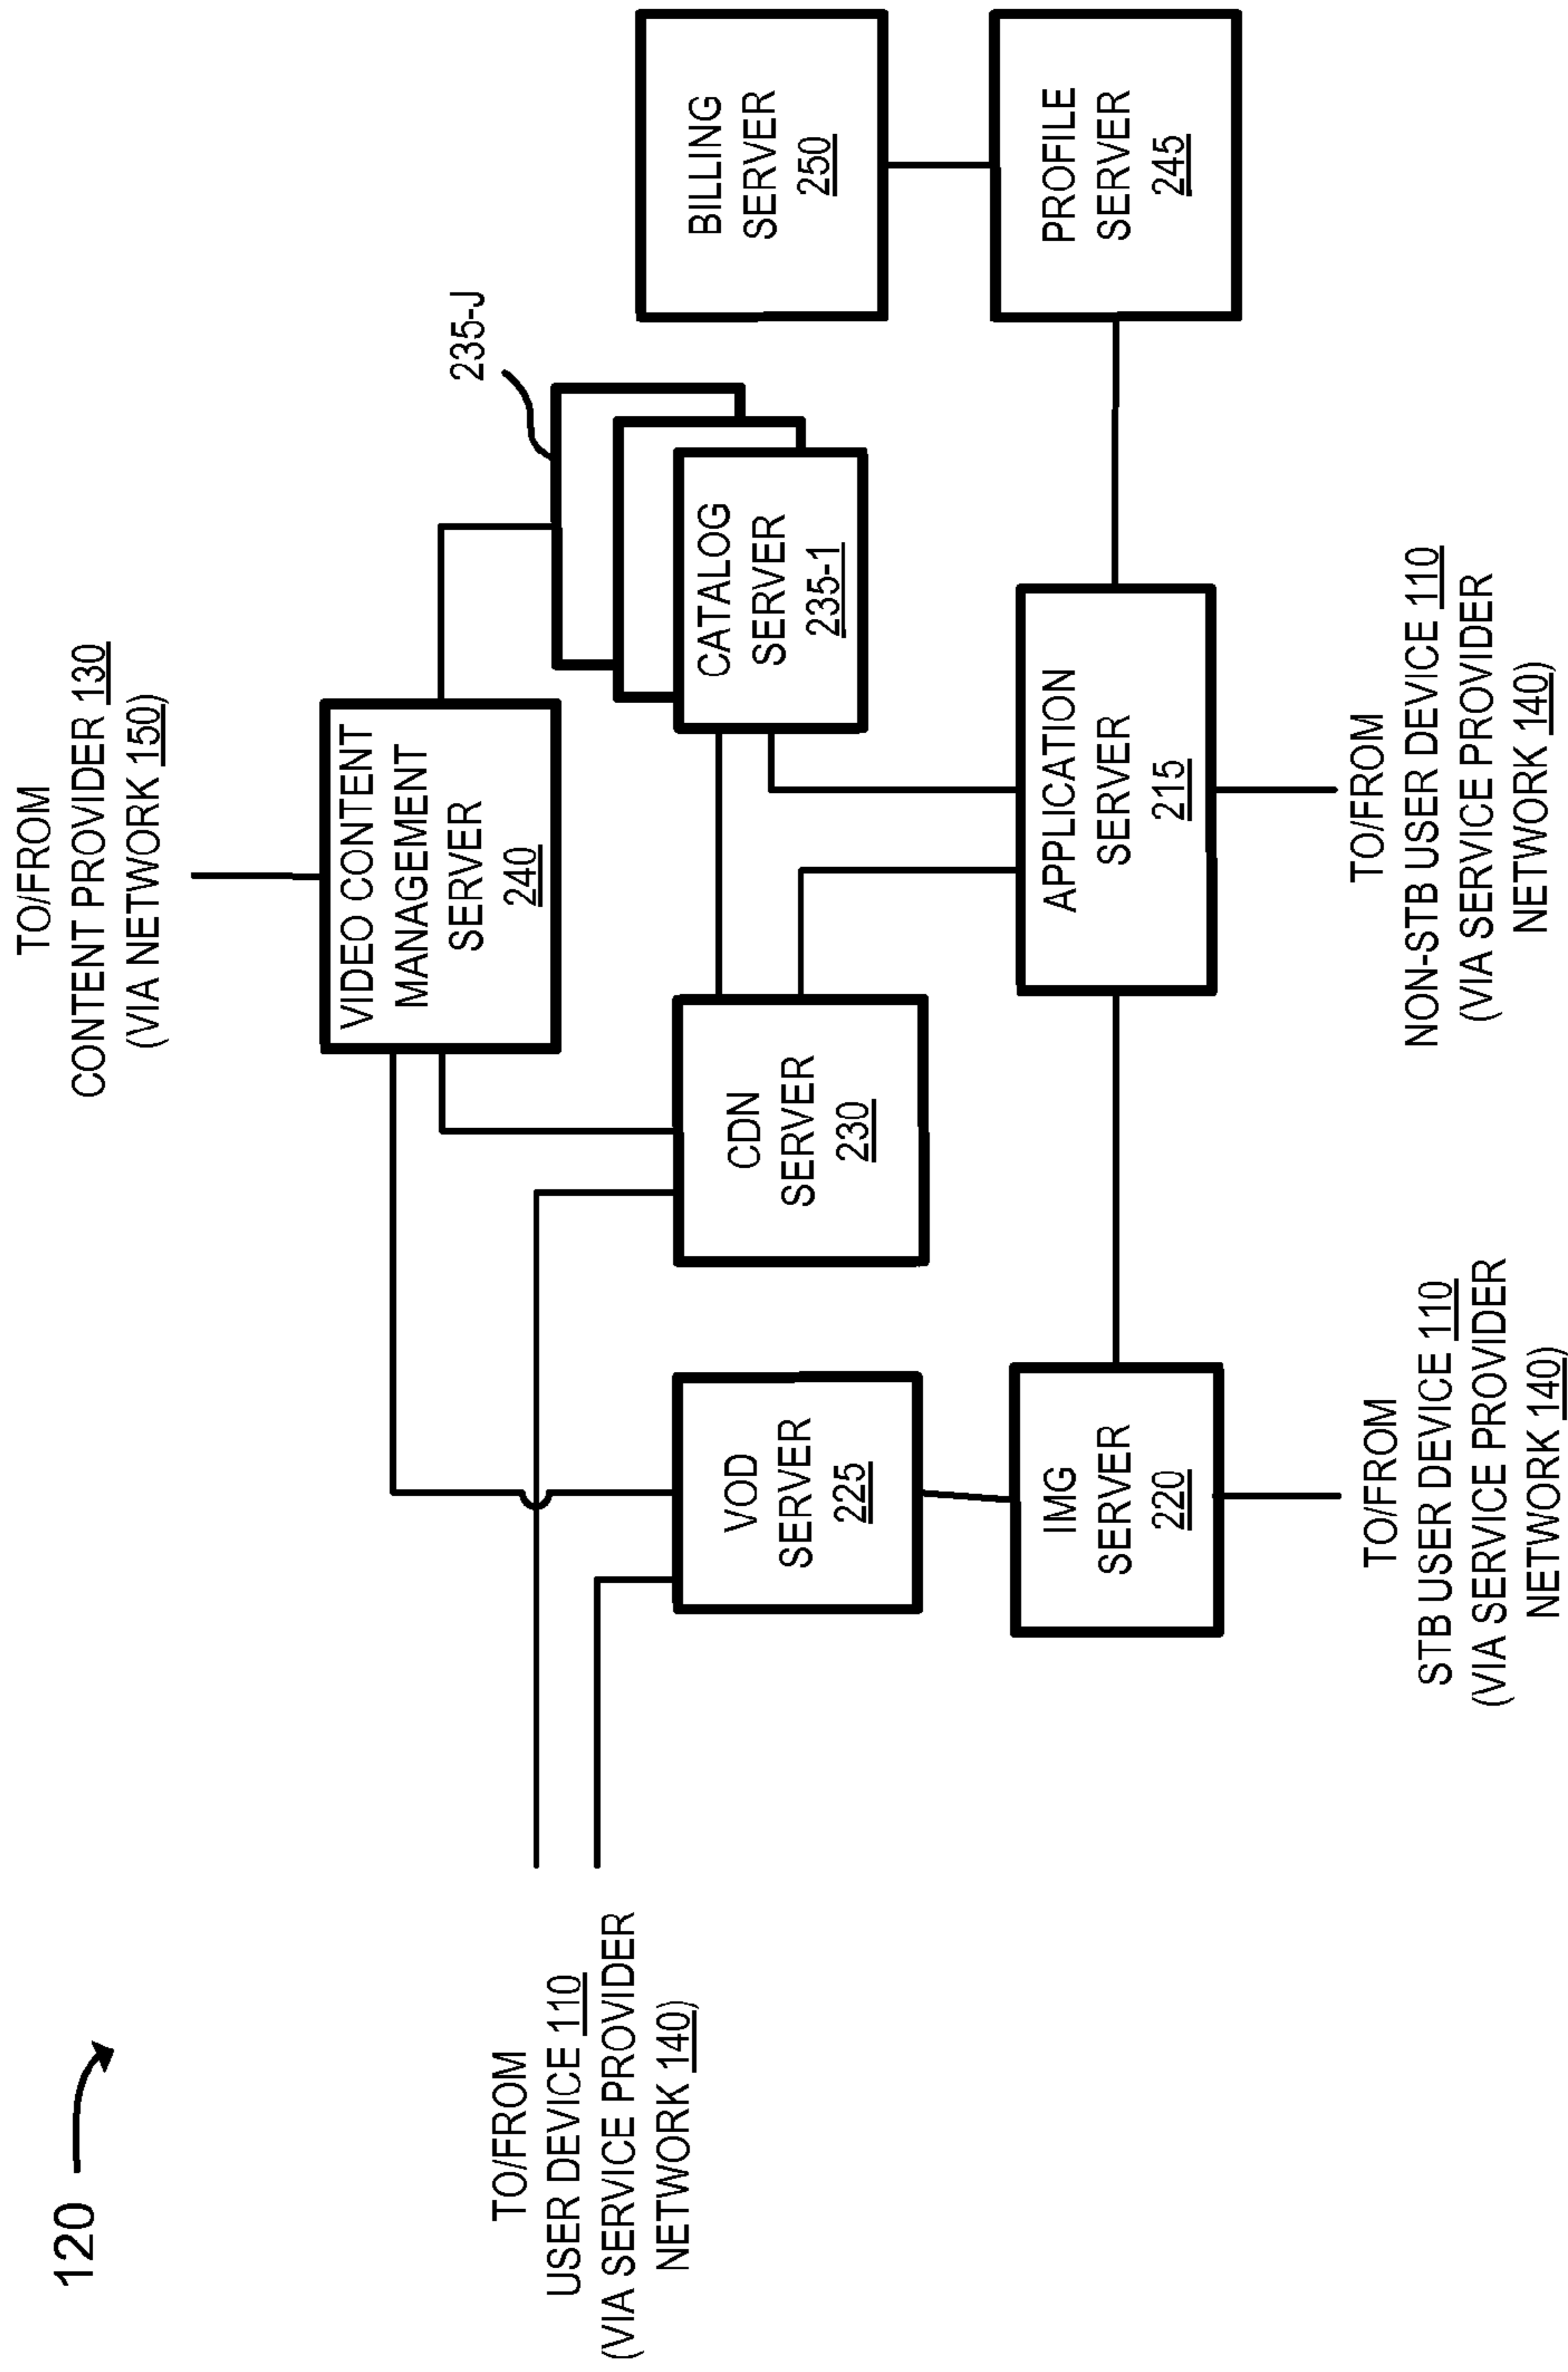 120
TO/FROM
CONTENT PROVIDER 130
(VIA NETWORK 150)
VIDEO CONTENT
MANAGEMENT
SERVER
240
235-J
TO/FROM
USER DEVICE 110
(VIA SERVICE PROVIDER
NETWORK 140)
VOD
SERVER
225
CDN
SERVER
230
CATALOG
SERVER
235-1
BILLING
SERVER
250
IMG
SERVER
220
APPLICATION
SERVER
215
PROFILE
SERVER
245
TO/FROM
STB USER DEVICE 110
(VIA SERVICE PROVIDER
NETWORK 140)
TO/FROM
NON-STB USER DEVICE 110
(VIA SERVICE PROVIDER
NETWORK 140)